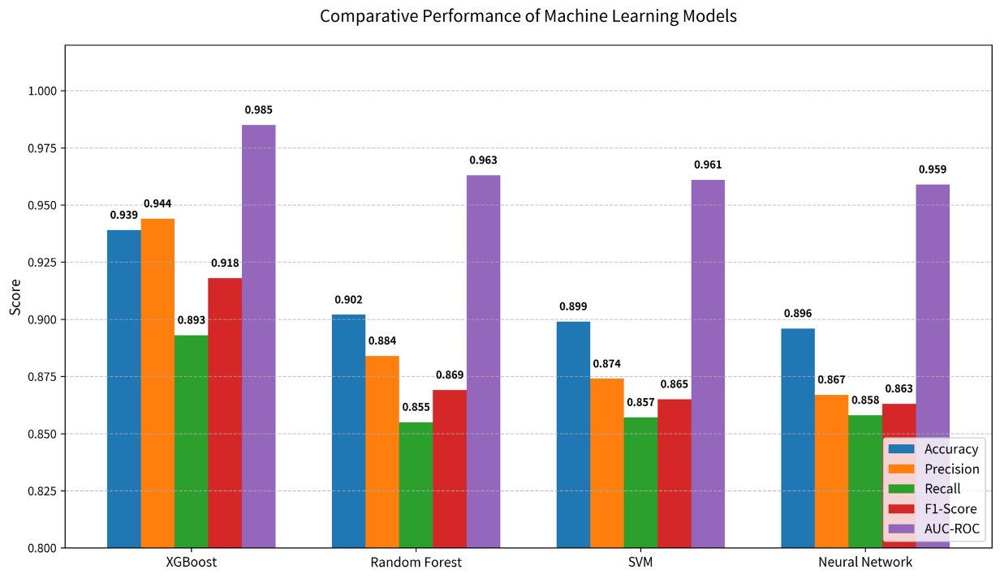 Comparative Performance of Machine Learning Models
Score
1.000
0.975
0.950
0.925
0.900
0.875
0.850
0.825
0.800
0.939
0.944
0.893
0.918
0.985
0.902
0.884
0.855
0.869
0.963
0.899
0.874
0.857
0.865
0.961
0.896
0.867
0.858
0.863
0.959
XGBoost
Random Forest
SVM
Neural Network
Accuracy
Precision
Recall
F1-Score
AUC-ROC